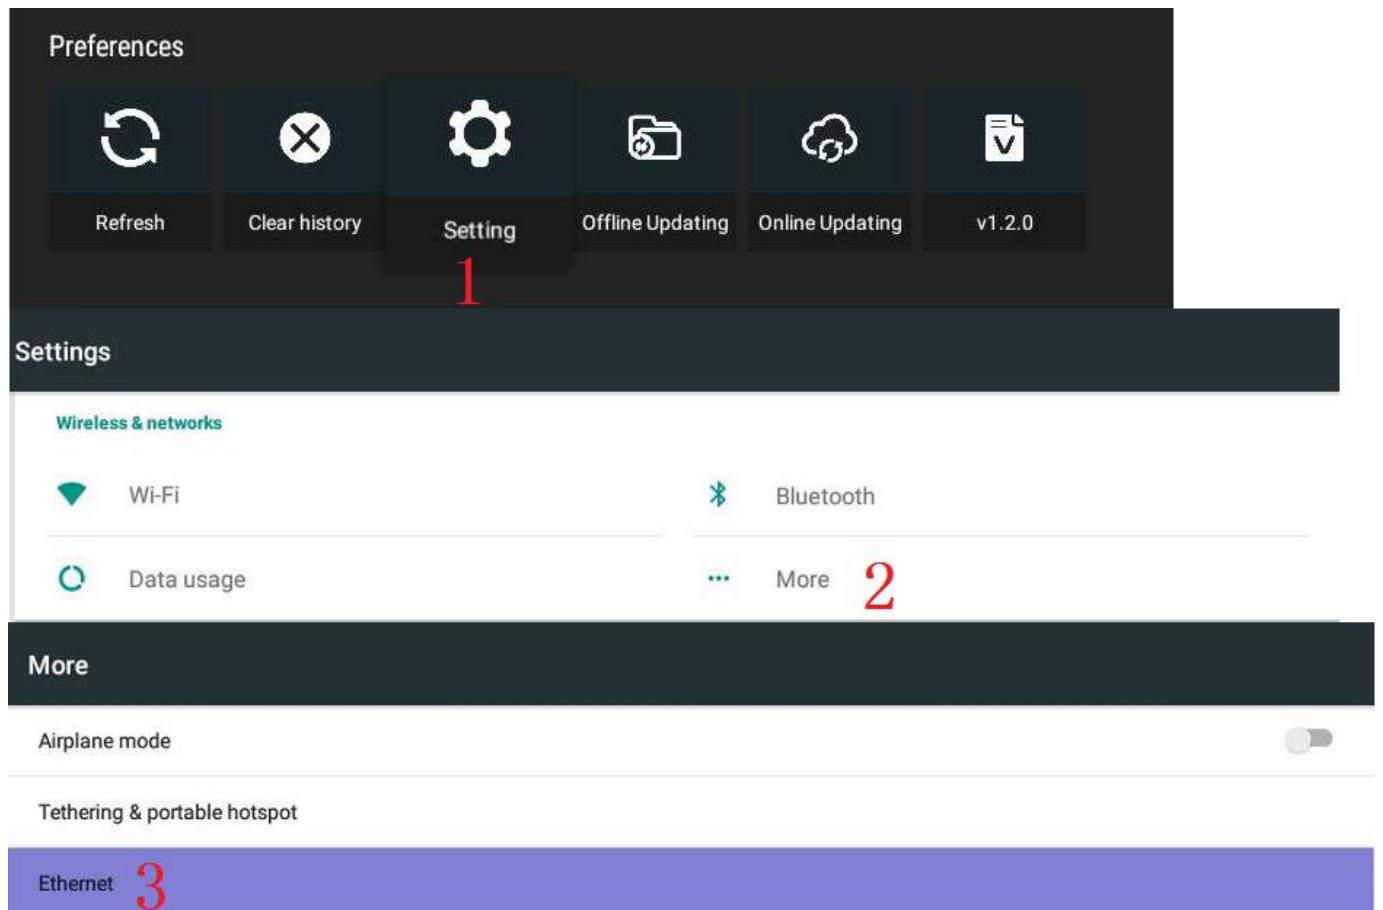 Preferences
Refresh Clear history Setting Offline Updating Online Updating v1.2.0
1
Settings
Wireless & networks
Wi-Fi Bluetooth
Data usage More 2
More
Airplane mode
Tethering & portable hotspot
Ethernet 3